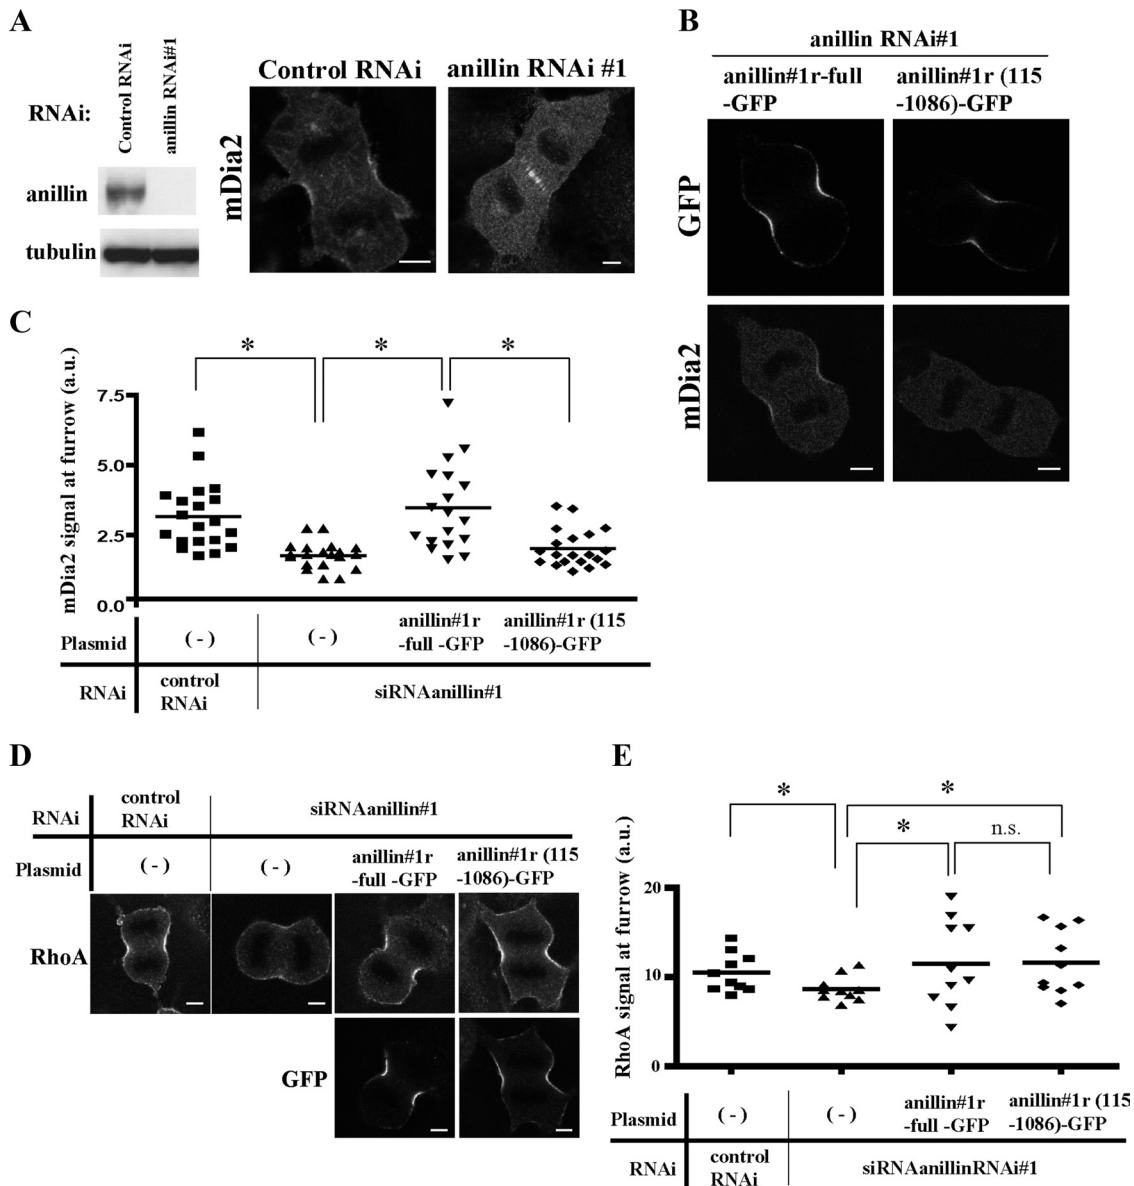 A
RNAi:
Control RNAi
anillin RNAi#1
anillin
tubulin
Control RNAi
anillin RNAi #1
mDia2
B
anillin RNAi#1
anillin#1r-full
-GFP
anillin#1r (115
-1086)-GFP
GFP
mDia2
C
mDia2 signal at furrow (a.u.)
* * *
7.5
5.0
2.5
0.0
Plasmid
(-)
(-)
anillin#1r
-full -GFP
anillin#1r (115
-1086)-GFP
RNAi
control
RNAi
siRNAanillin#1
D
RNAi
control
RNAi
siRNAanillin#1
Plasmid
(-)
(-)
anillin#1r
-full -GFP
anillin#1r (115
-1086)-GFP
RhoA
GFP
E
RhoA signal at furrow (a.u.)
* *
* n.s.
20
10
0
Plasmid
(-)
(-)
anillin#1r
-full -GFP
anillin#1r (115
-1086)-GFP
RNAi
control
RNAi
siRNAanillinRNAi#1